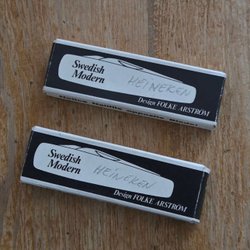 Swedish
Modern
HEINEKEN
Design FOLKE ARSTRÖM
Swedish
Modern
HEINEKEN
Design FOLKE ARSTRÖM